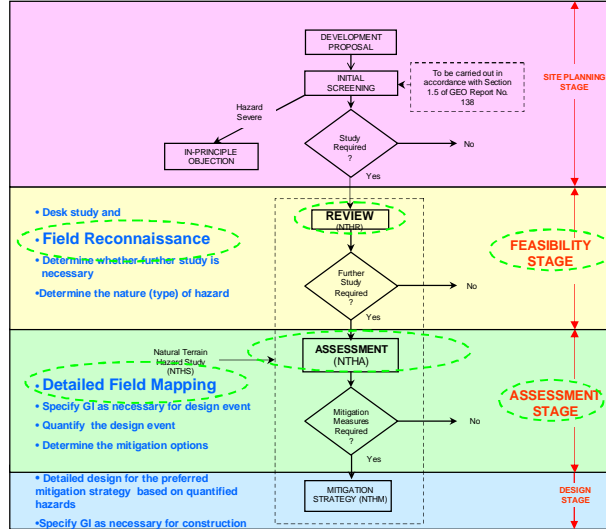 DEVELOPMENT
PROPOSAL
INITIAL
SCREENING
To be carried out in
accordance with Section
1.5 of GEO Report No.
138
SITE PLANNING
STAGE
Hazard
Severe
IN-PRINCIPLE
OBJECTION
Study
Required
?
No
Yes
• Desk study and
• Field Reconnaissance
• Determine whether further study is
necessary
•Determine the nature (type) of hazard
REVIEW
(NTHR)
Further
Study
Required
?
No
Yes
FEASIBILITY
STAGE
Natural Terrain
Hazard Study
(NTHS)
ASSESSMENT
(NTHA)
• Detailed Field Mapping
• Specify GI as necessary for design event
• Quantify the design event
• Determine the mitigation options
Mitigation
Measures
Required
?
No
Yes
ASSESSMENT
STAGE
• Detailed design for the preferred
mitigation strategy based on quantified
hazards
•Specify GI as necessary for construction
MITIGATION
STRATEGY (NTHM)
DESIGN
STAGE